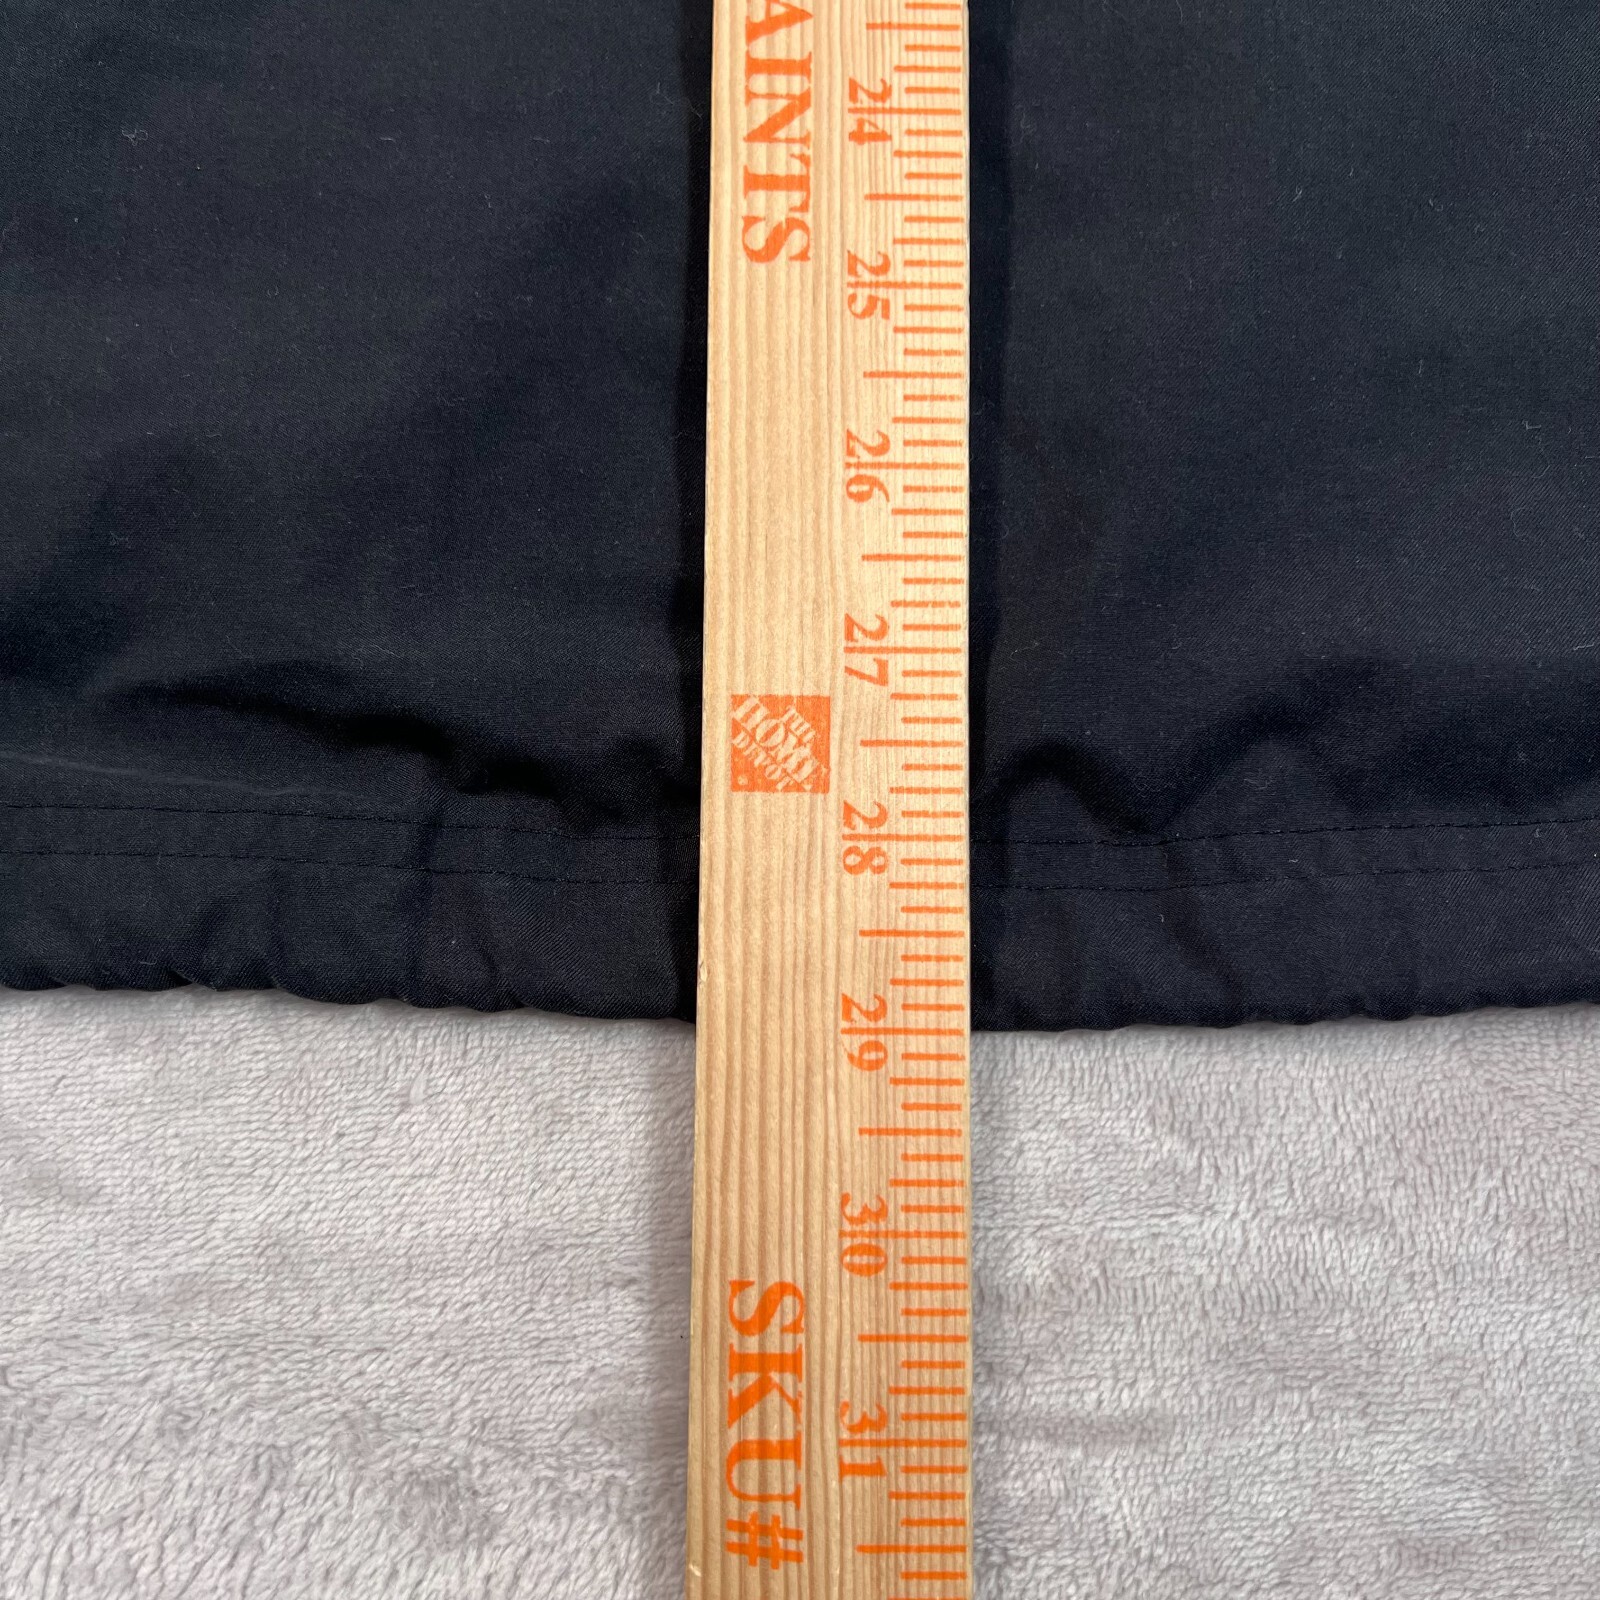 AINTS
24
25
26
27
THE
HOME
DEPOT
28
29
30
SKU#
31